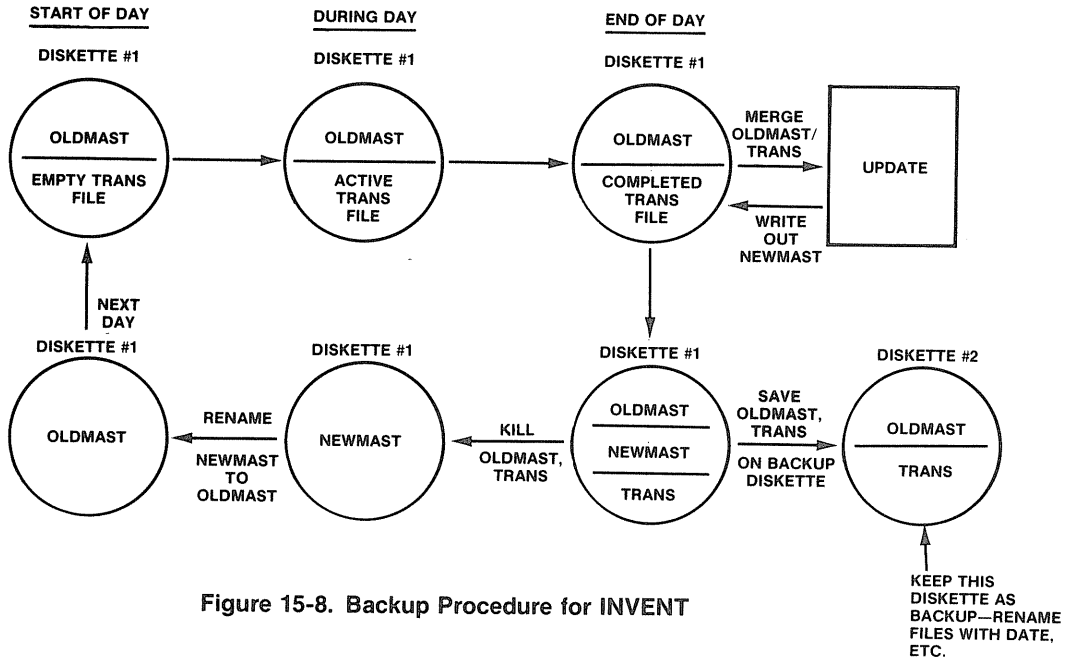 START OF DAY
DURING DAY
END OF DAY
DISKETTE #1
DISKETTE #1
DISKETTE #1
OLDMAST
EMPTY TRANS
FILE
OLDMAST
ACTIVE
TRANS
FILE
OLDMAST
COMPLETED
TRANS
FILE
MERGE
OLDMAST/
TRANS
WRITE
OUT
NEWMAST
UPDATE
NEXT
DAY
DISKETTE #1
DISKETTE #1
DISKETTE #1
DISKETTE #2
OLDMAST
RENAME
NEWMAST
TO
OLDMAST
NEWMAST
KILL
OLDMAST,
TRANS
OLDMAST
NEWMAST
TRANS
SAVE
OLDMAST,
TRANS
ON BACKUP
DISKETTE
OLDMAST
TRANS
KEEP THIS
DISKETTE AS
BACKUP—RENAME
FILES WITH DATE,
ETC.
Figure 15-8. Backup Procedure for INVENT